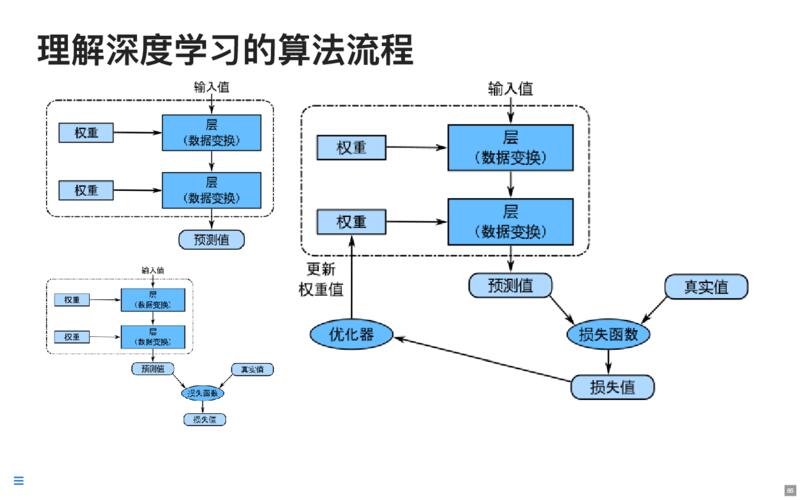 理解深度学习的算法流程
输入值
权重
层
（数据变换）
权重
层
（数据变换）
预测值
输入值
权重
层
（数据变换）
权重
层
（数据变换）
预测值
真实值
损失函数
损失值
输入值
权重
层
（数据变换）
权重
层
（数据变换）
更新
权重值
预测值
真实值
优化器
损失函数
损失值